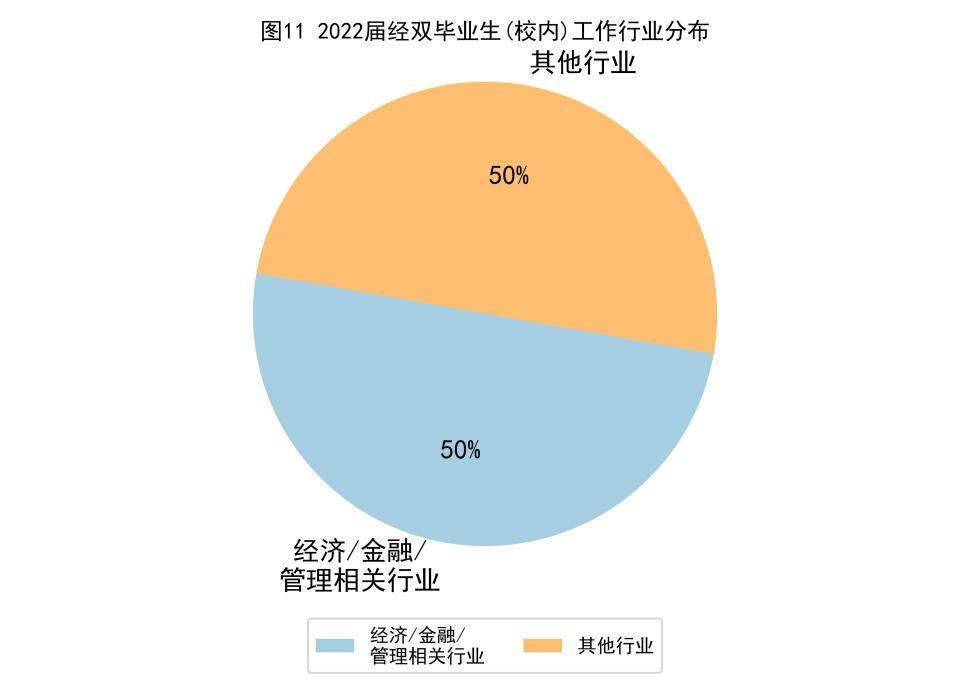 图11 2022届经双毕业生(校内)工作行业分布
其他行业
50%
50%
经济/金融/
管理相关行业
经济/金融/
管理相关行业
其他行业